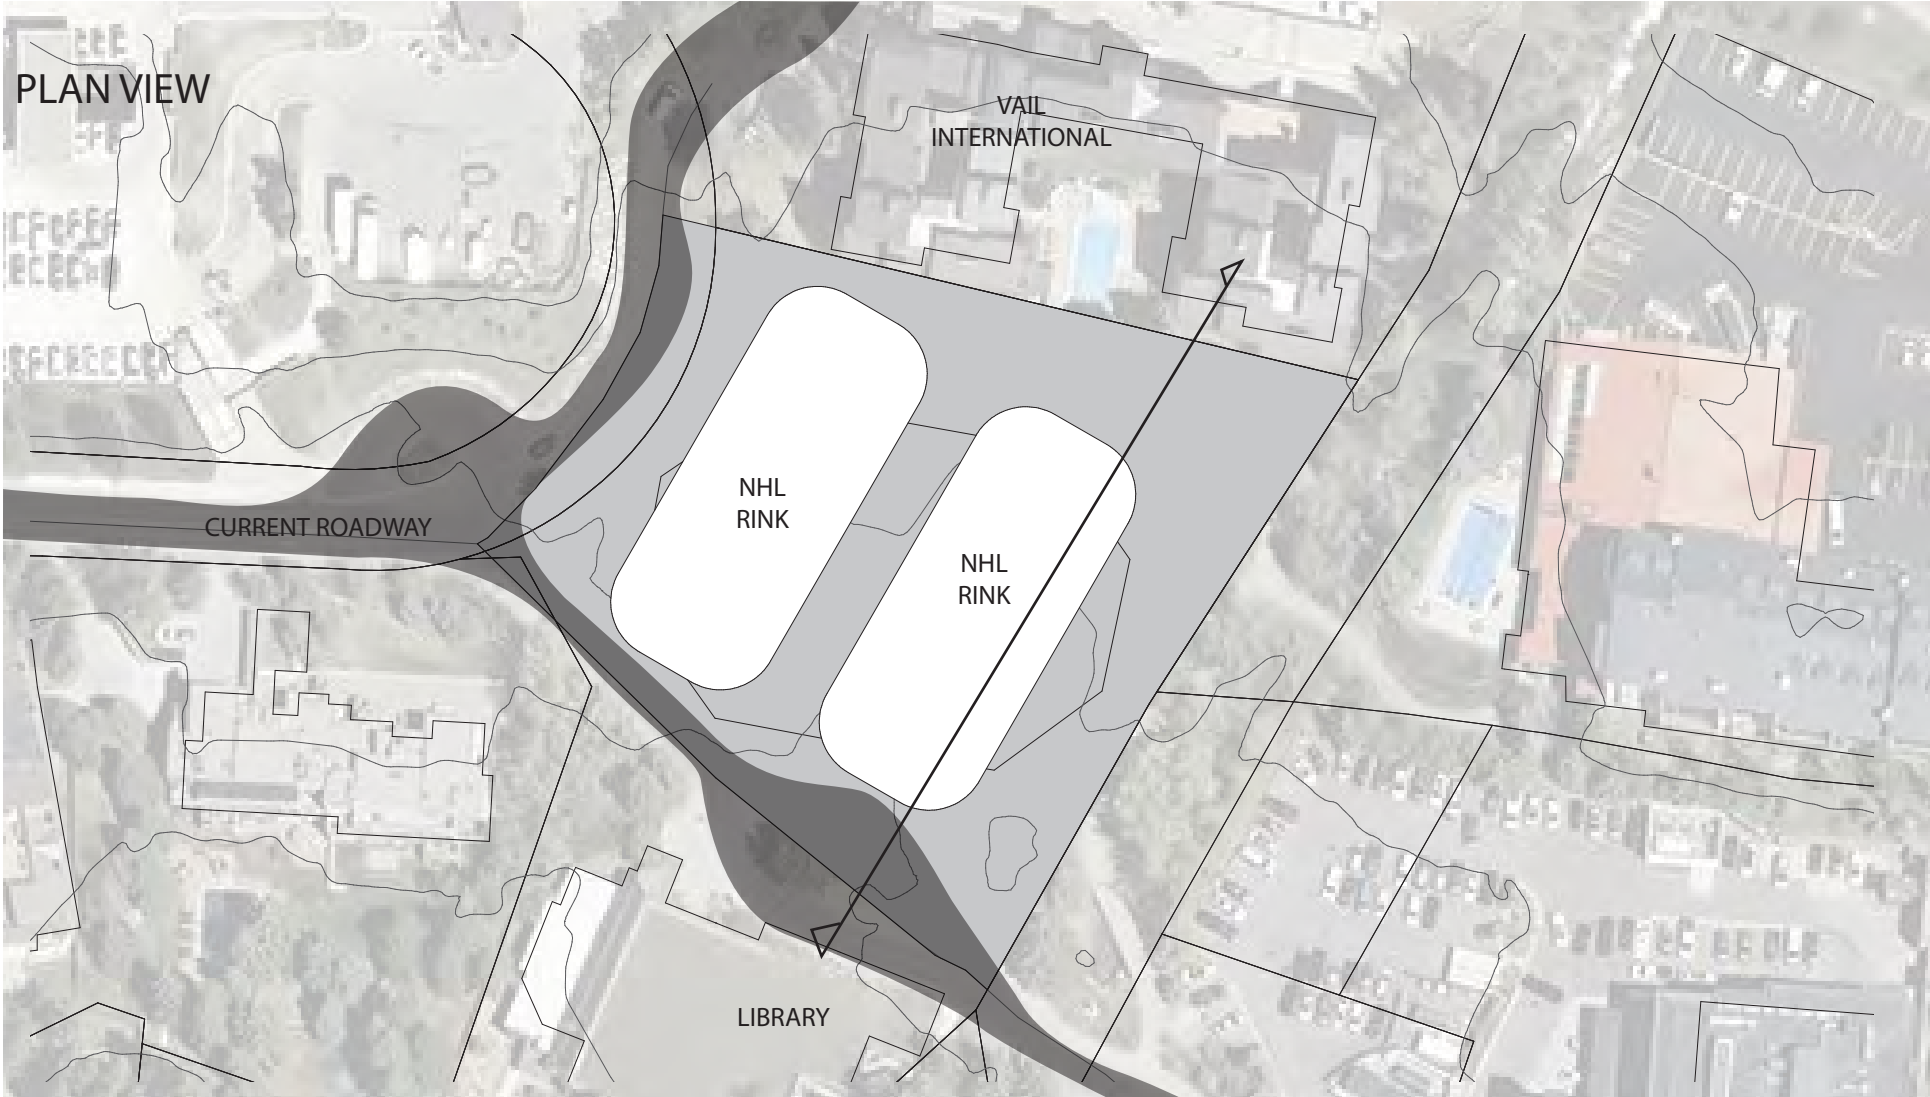 PLAN VIEW
VAIL
INTERNATIONAL
NHL
RINK
CURRENT ROADWAY
NHL
RINK
LIBRARY